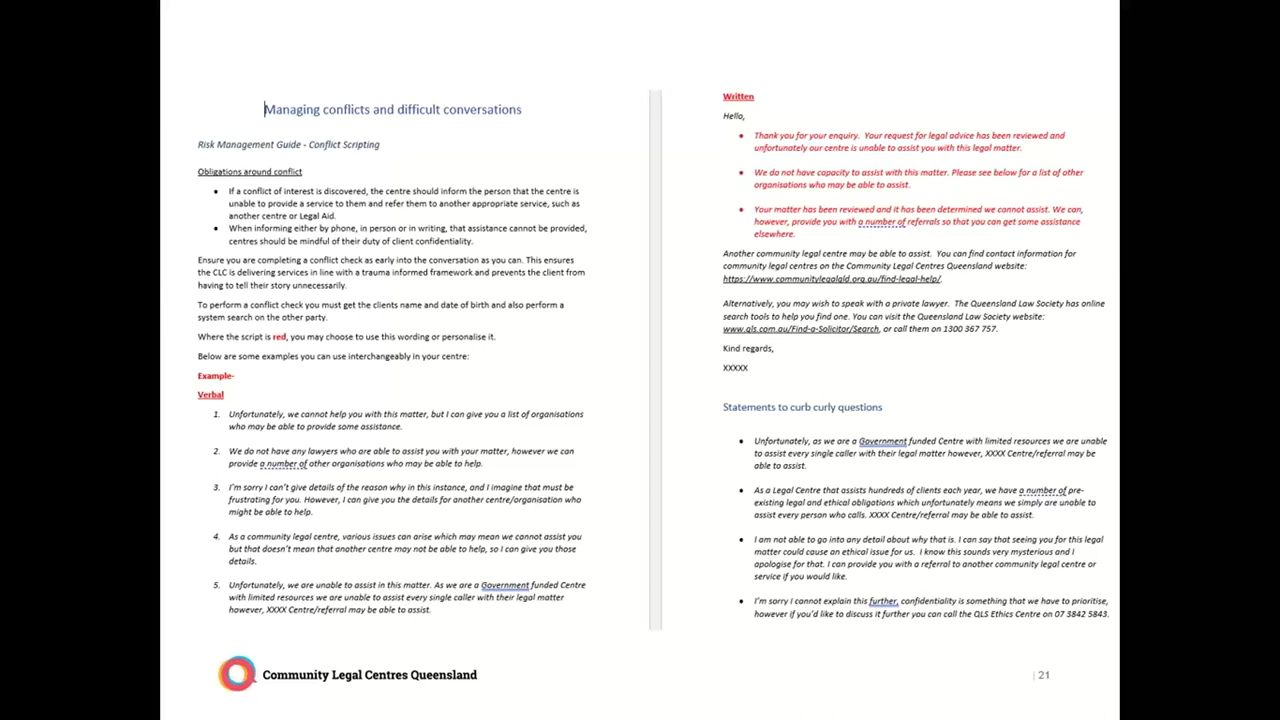 Managing conflicts and difficult conversations
Risk Management Guide - Conflict Scripting
Obligations around conflict
• If a conflict of interest is discovered, the centre should inform the person that the centre is
unable to provide a service to them and refer them to another appropriate service, such as
another centre or Legal Aid.
• When informing either by phone, in person or in writing, that assistance cannot be provided,
centres should be mindful of their duty of client confidentiality.
Ensure you are completing a conflict check as early into the conversation as you can. This ensures
the CLC is delivering services in line with a trauma informed framework and prevents the client from
having to tell their story unnecessarily.
To perform a conflict check you must get the clients name and date of birth and also perform a
system search on the other party.
Where the script is red, you may choose to use this wording or personalise it.
Below are some examples you can use interchangeably in your centre:
Example-
Verbal
1. Unfortunately, we cannot help you with this matter, but I can give you a list of organisations
who may be able to provide some assistance.
2. We do not have any lawyers who are able to assist you with your matter, however we can
provide a number of other organisations who may be able to help.
3. I'm sorry I can't give details of the reason why in this instance, and I imagine that must be
frustrating for you. However, I can give you the details for another centre/organisation who
might be able to help.
4. As a community legal centre, various issues can arise which may mean we cannot assist you
but that doesn't mean that another centre may not be able to help, so I can give you those
details.
5. Unfortunately, we are unable to assist in this matter. As we are a Government funded Centre
with limited resources we are unable to assist every single caller with their legal matter
however, XXXX Centre/referral may be able to assist.
Written
Hello,
• Thank you for your enquiry. Your request for legal advice has been reviewed and
unfortunately our centre is unable to assist you with this legal matter.
• We do not have capacity to assist with this matter. Please see below for a list of other
organisations who may be able to assist.
• Your matter has been reviewed and it has been determined we cannot assist. We can,
however, provide you with a number of referrals so that you can get some assistance
elsewhere.
Another community legal centre may be able to assist. You can find contact information for
community legal centres on the Community Legal Centres Queensland website:
https://www.communitylegalqld.org.au/find-legal-help/.
Alternatively, you may wish to speak with a private lawyer. The Queensland Law Society has online
search tools to help you find one. You can visit the Queensland Law Society website:
www.qls.com.au/Find-a-Solicitor/Search, or call them on 1300 367 757.
Kind regards,
XXXXX
Statements to curb curly questions
• Unfortunately, as we are a Government funded Centre with limited resources we are unable
to assist every single caller with their legal matter however, XXXX Centre/referral may be
able to assist.
• As a Legal Centre that assists hundreds of clients each year, we have a number of pre-
existing legal and ethical obligations which unfortunately means we simply are unable to
assist every person who calls. XXXX Centre/referral may be able to assist.
• I am not able to go into any detail about why that is. I can say that seeing you for this legal
matter could cause an ethical issue for us. I know this sounds very mysterious and I
apologise for that. I can provide you with a referral to another community legal centre or
service if you would like.
• I'm sorry I cannot explain this further, confidentiality is something that we have to prioritise,
however if you'd like to discuss it further you can call the QLS Ethics Centre on 07 3842 5843.
Community Legal Centres Queensland
| 21